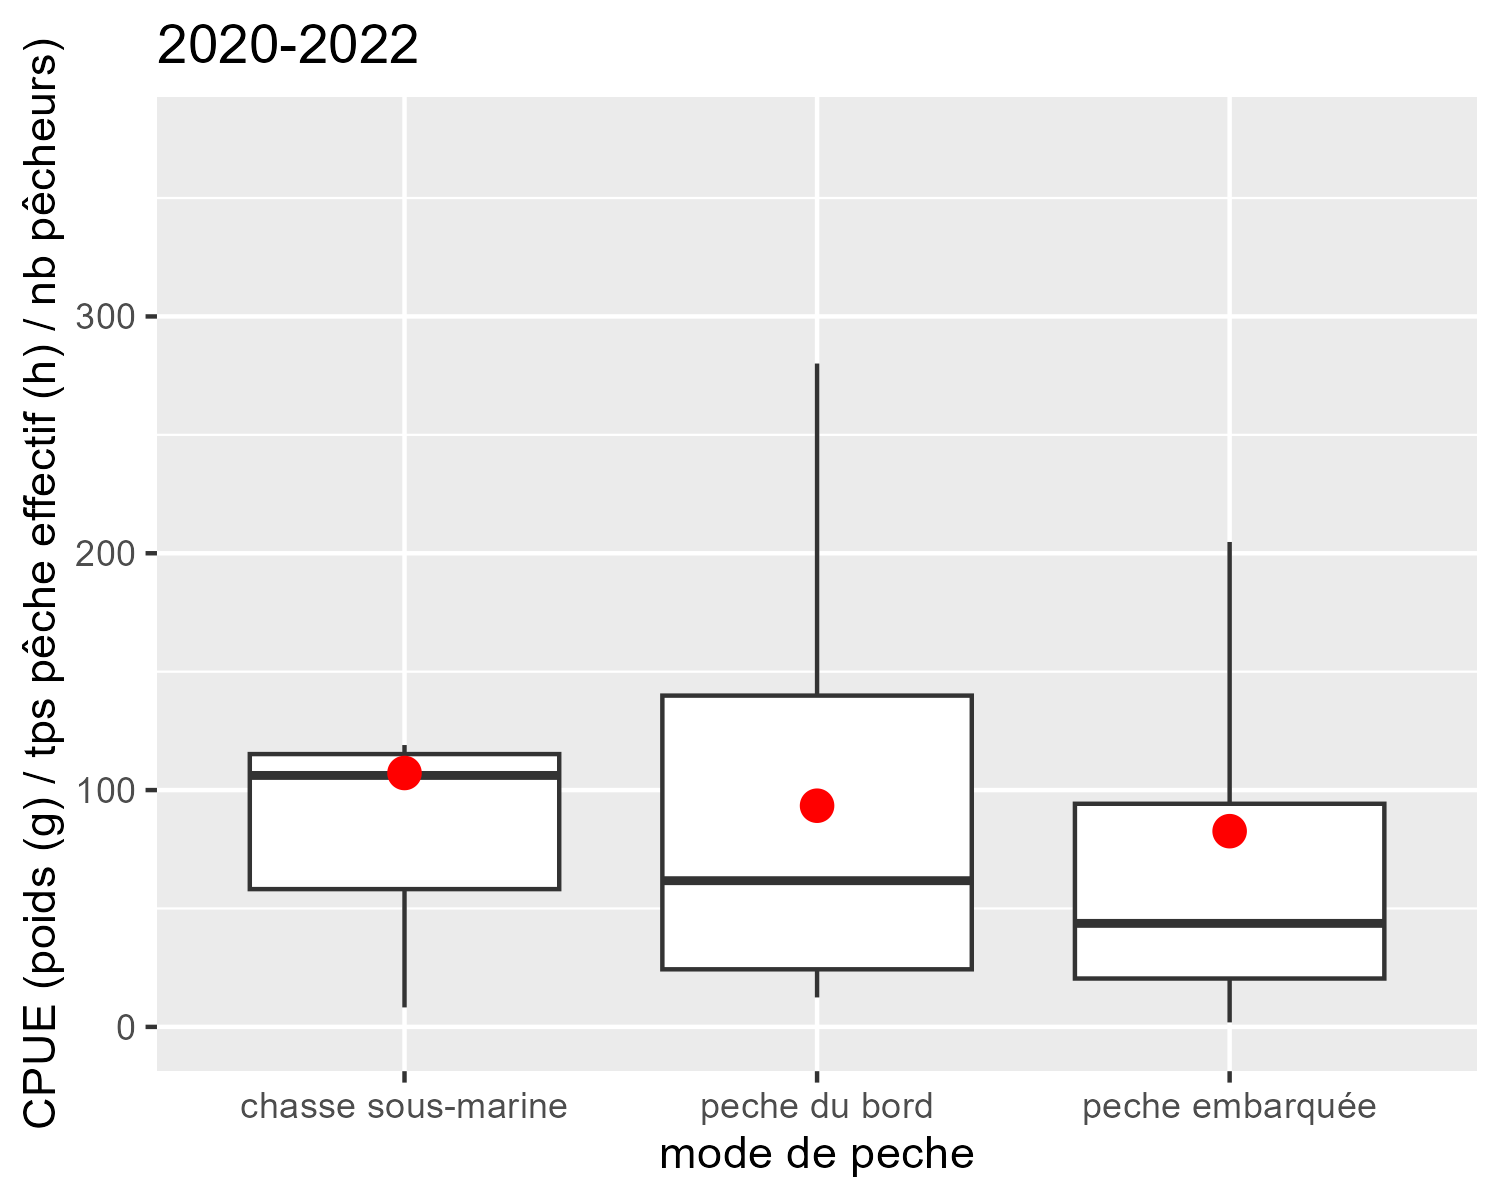 2020-2022
CPUE (poids (g) / tps pêche effectif (h) / nb pêcheurs)
300
200
100
0
chasse sous-marine
peche du bord
peche embarquée
mode de peche